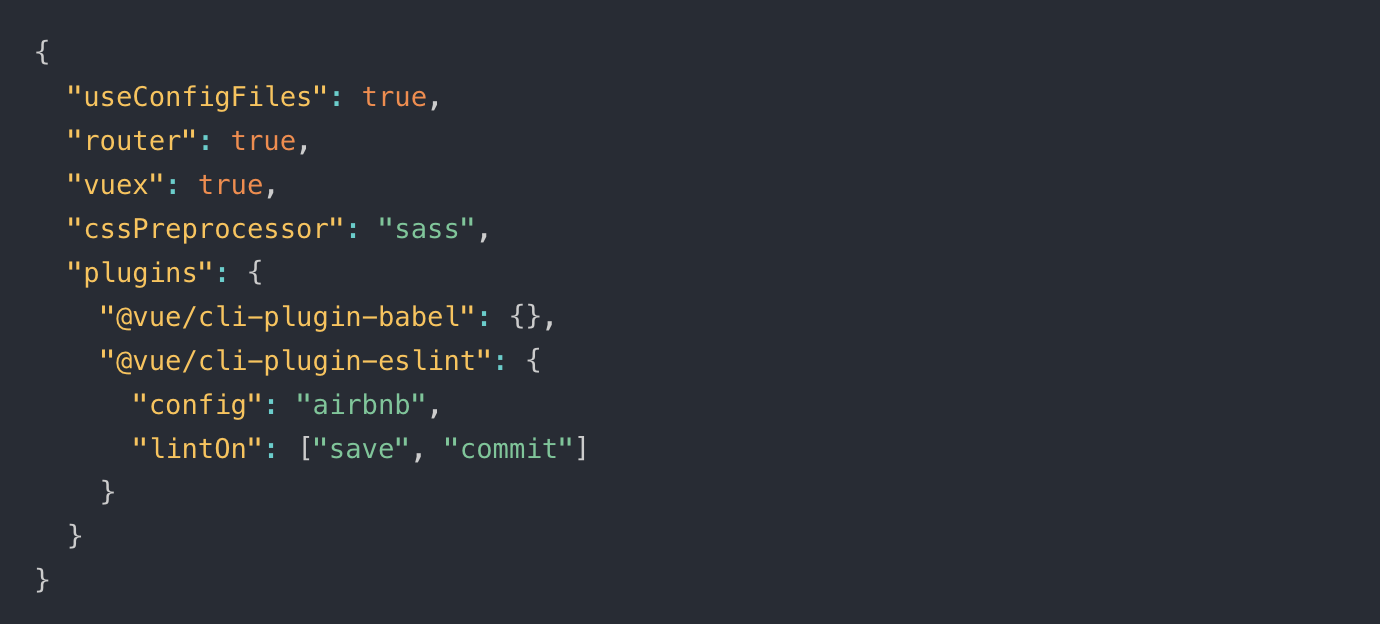 {
  "useConfigFiles": true,
  "router": true,
  "vuex": true,
  "cssPreprocessor": "sass",
  "plugins": {
    "@vue/cli-plugin-babel": {},
    "@vue/cli-plugin-eslint": {
      "config": "airbnb",
      "lintOn": ["save", "commit"]
    }
  }
}